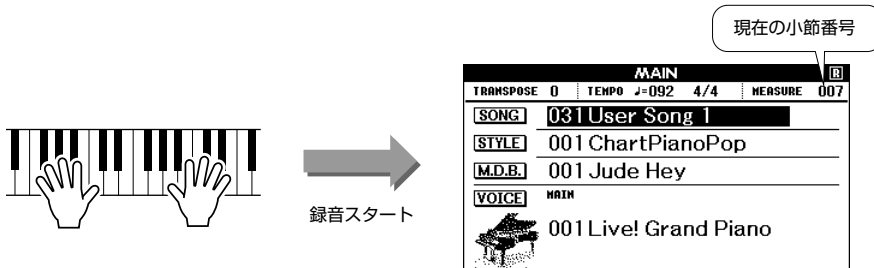 現在の小節番号
MAIN R
TRANSPOSE 0 TEMPO ♩=092 4/4 MEASURE 007
SONG 031 User Song 1
STYLE 001 ChartPianoPop
M.D.B. 001 Jude Hey
VOICE MAIN
001 Live! Grand Piano
録音スタート